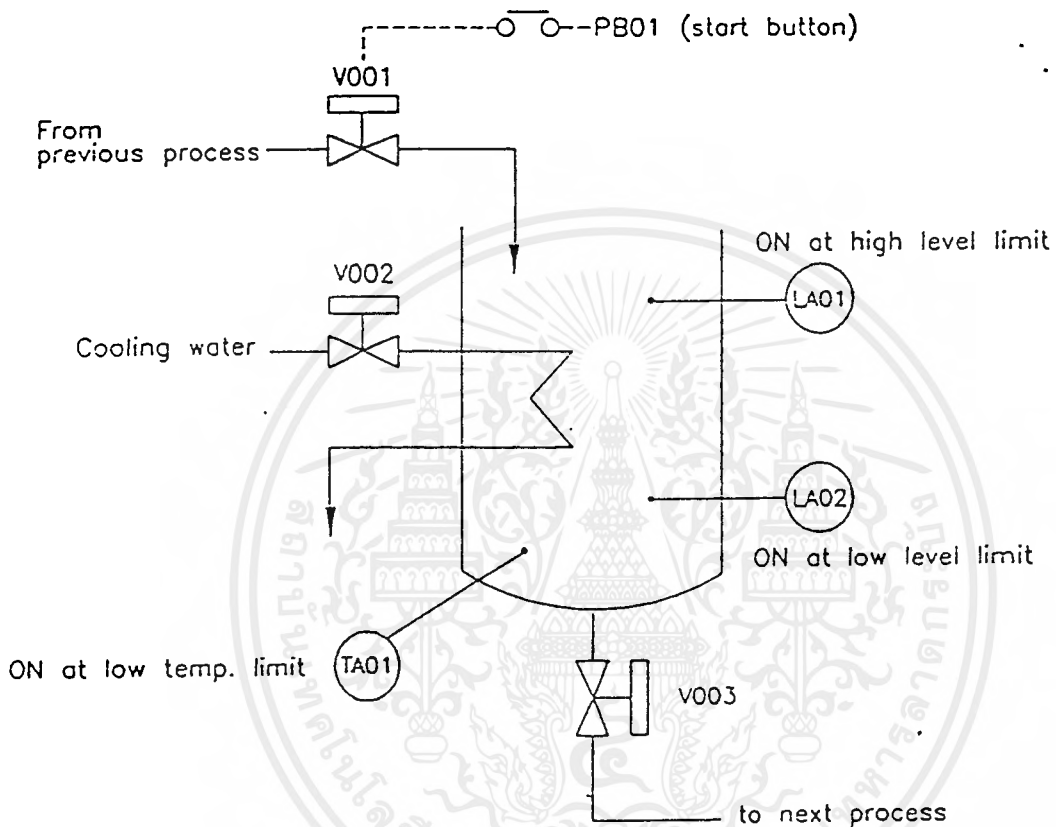 PB01 (start button)
V001
From
previous process
ON at high level limit
V002
LA01
Cooling water
LA02
ON at low level limit
ON at low temp. limit
TA01
V003
to next process